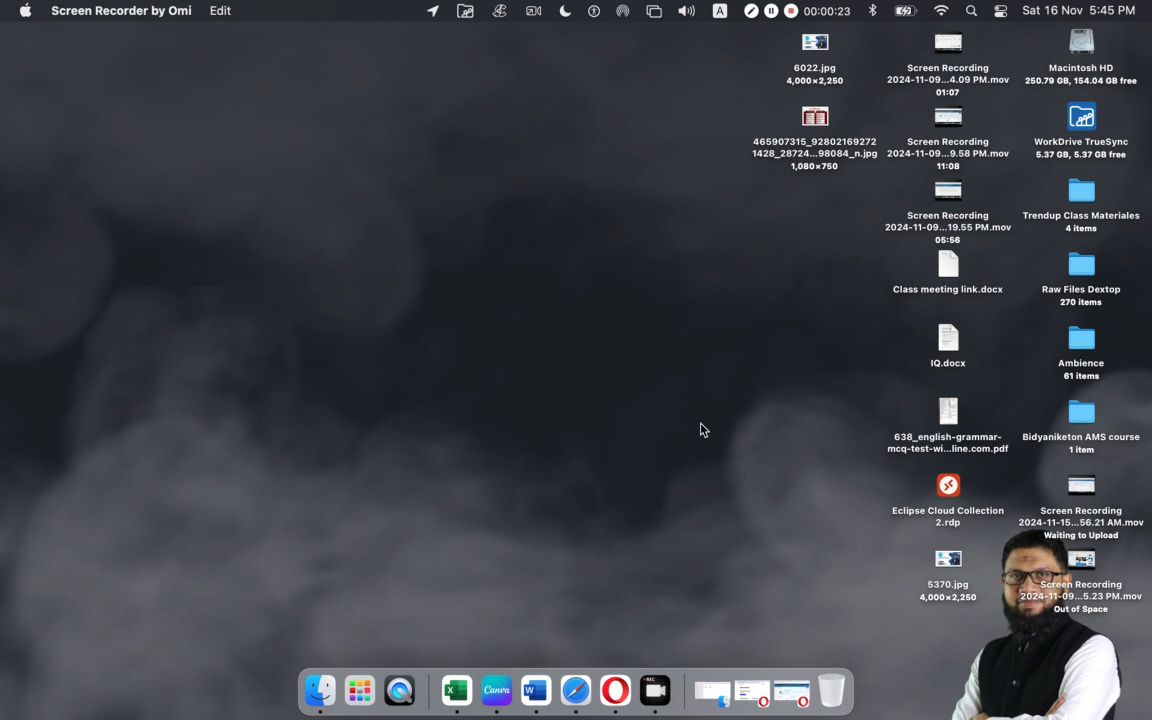 Screen Recorder by Omi Edit A 00:00:23 Sat 16 Nov 5:45 PM
6022.jpg
4,000×2,250
Screen Recording
2024-11-09...4.09 PM.mov
01:07
Macintosh HD
250.79 GB, 154.04 GB free
465907315_92802169272
1428_28724...98084_n.jpg
1,080×750
Screen Recording
2024-11-09...9.58 PM.mov
11:08
WorkDrive TrueSync
5.37 GB, 5.37 GB free
Screen Recording
2024-11-09...19.55 PM.mov
05:56
Trendup Class Materiales
4 items
Class meeting link.docx
Raw Files Dextop
270 items
IQ.docx
Ambience
61 items
638_english-grammar-
mcq-test-wi...line.com.pdf
Bidyaniketon AMS course
1 item
Eclipse Cloud Collection
2.rdp
Screen Recording
2024-11-15...56.21 AM.mov
Waiting to Upload
5370.jpg
4,000×2,250
Screen Recording
2024-11-09...5.23 PM.mov
Out of Space
X
Canva
W
REC